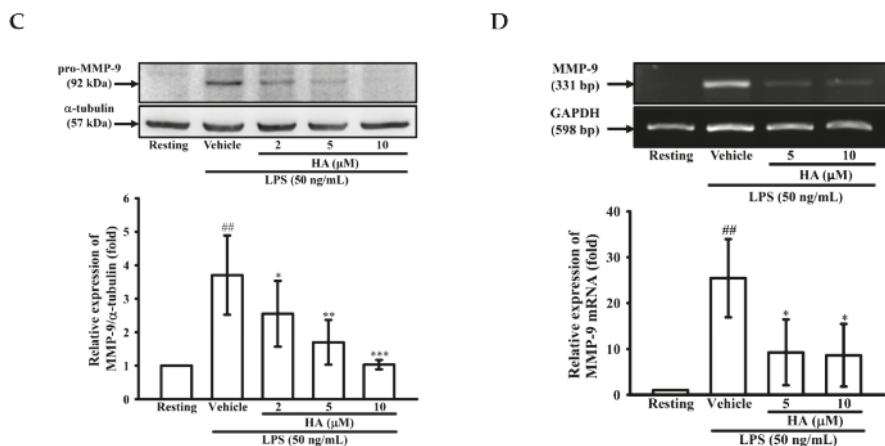 C
pro-MMP-9
(92 kDa)
α-tubulin
(57 kDa)
Resting Vehicle 2 5 10
HA (μM)
LPS (50 ng/mL)
Relative expression of
MMP-9/α-tubulin (fold)
6
5
4
3
2
1
0
##
*
**
***
Resting Vehicle 2 5 10
HA (μM)
LPS (50 ng/mL)
D
MMP-9
(331 bp)
GAPDH
(598 bp)
Resting Vehicle 5 10
HA (μM)
LPS (50 ng/mL)
Relative expression of
MMP-9 mRNA (fold)
40
30
20
10
0
##
*
*
Resting Vehicle 5 10
HA (μM)
LPS (50 ng/mL)